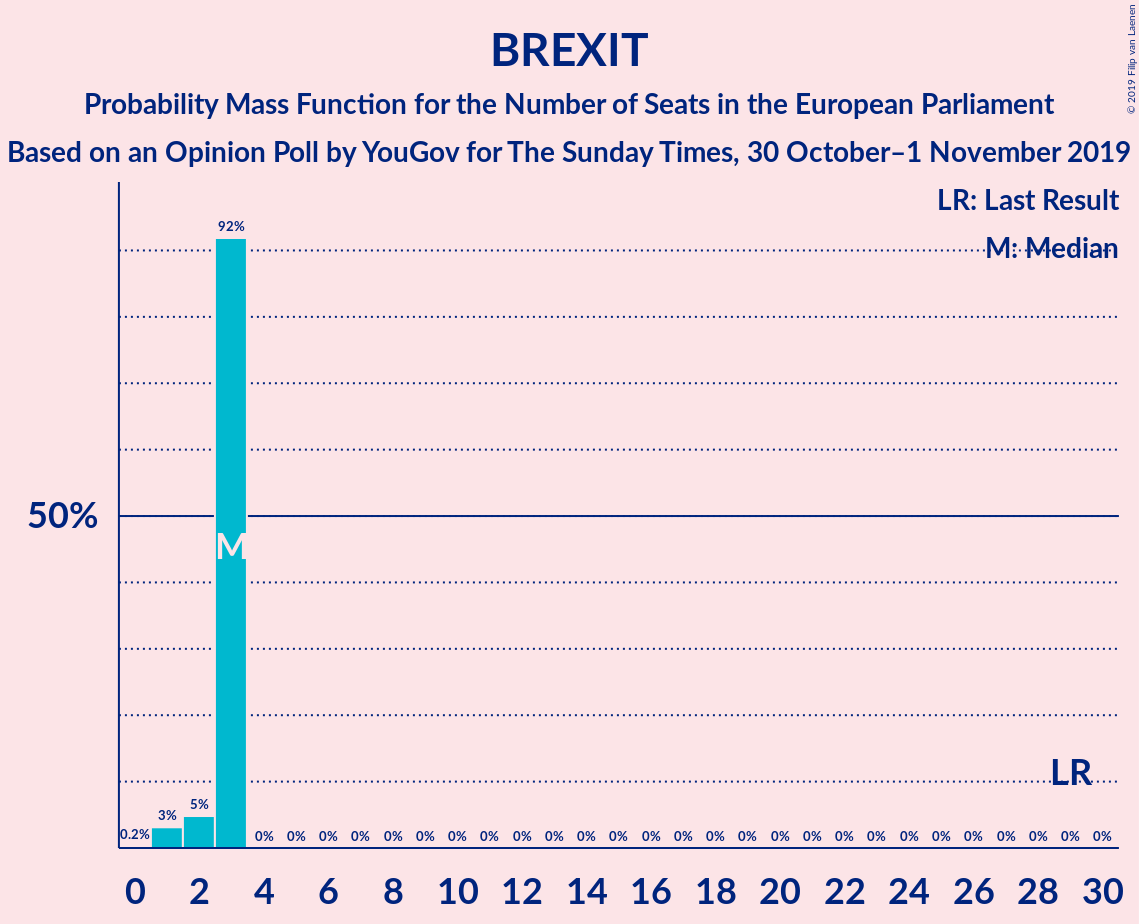 BREXIT
Probability Mass Function for the Number of Seats in the European Parliament
Based on an Opinion Poll by YouGov for The Sunday Times, 30 October–1 November 2019
© 2019 Filip van Laenen
LR: Last Result
M: Median
92%
50%
M
LR
0.2% 3% 5% 0% 0% 0% 0% 0% 0% 0% 0% 0% 0% 0% 0% 0% 0% 0% 0% 0% 0% 0% 0% 0% 0% 0% 0% 0% 0% 0%
0 2 4 6 8 10 12 14 16 18 20 22 24 26 28 30